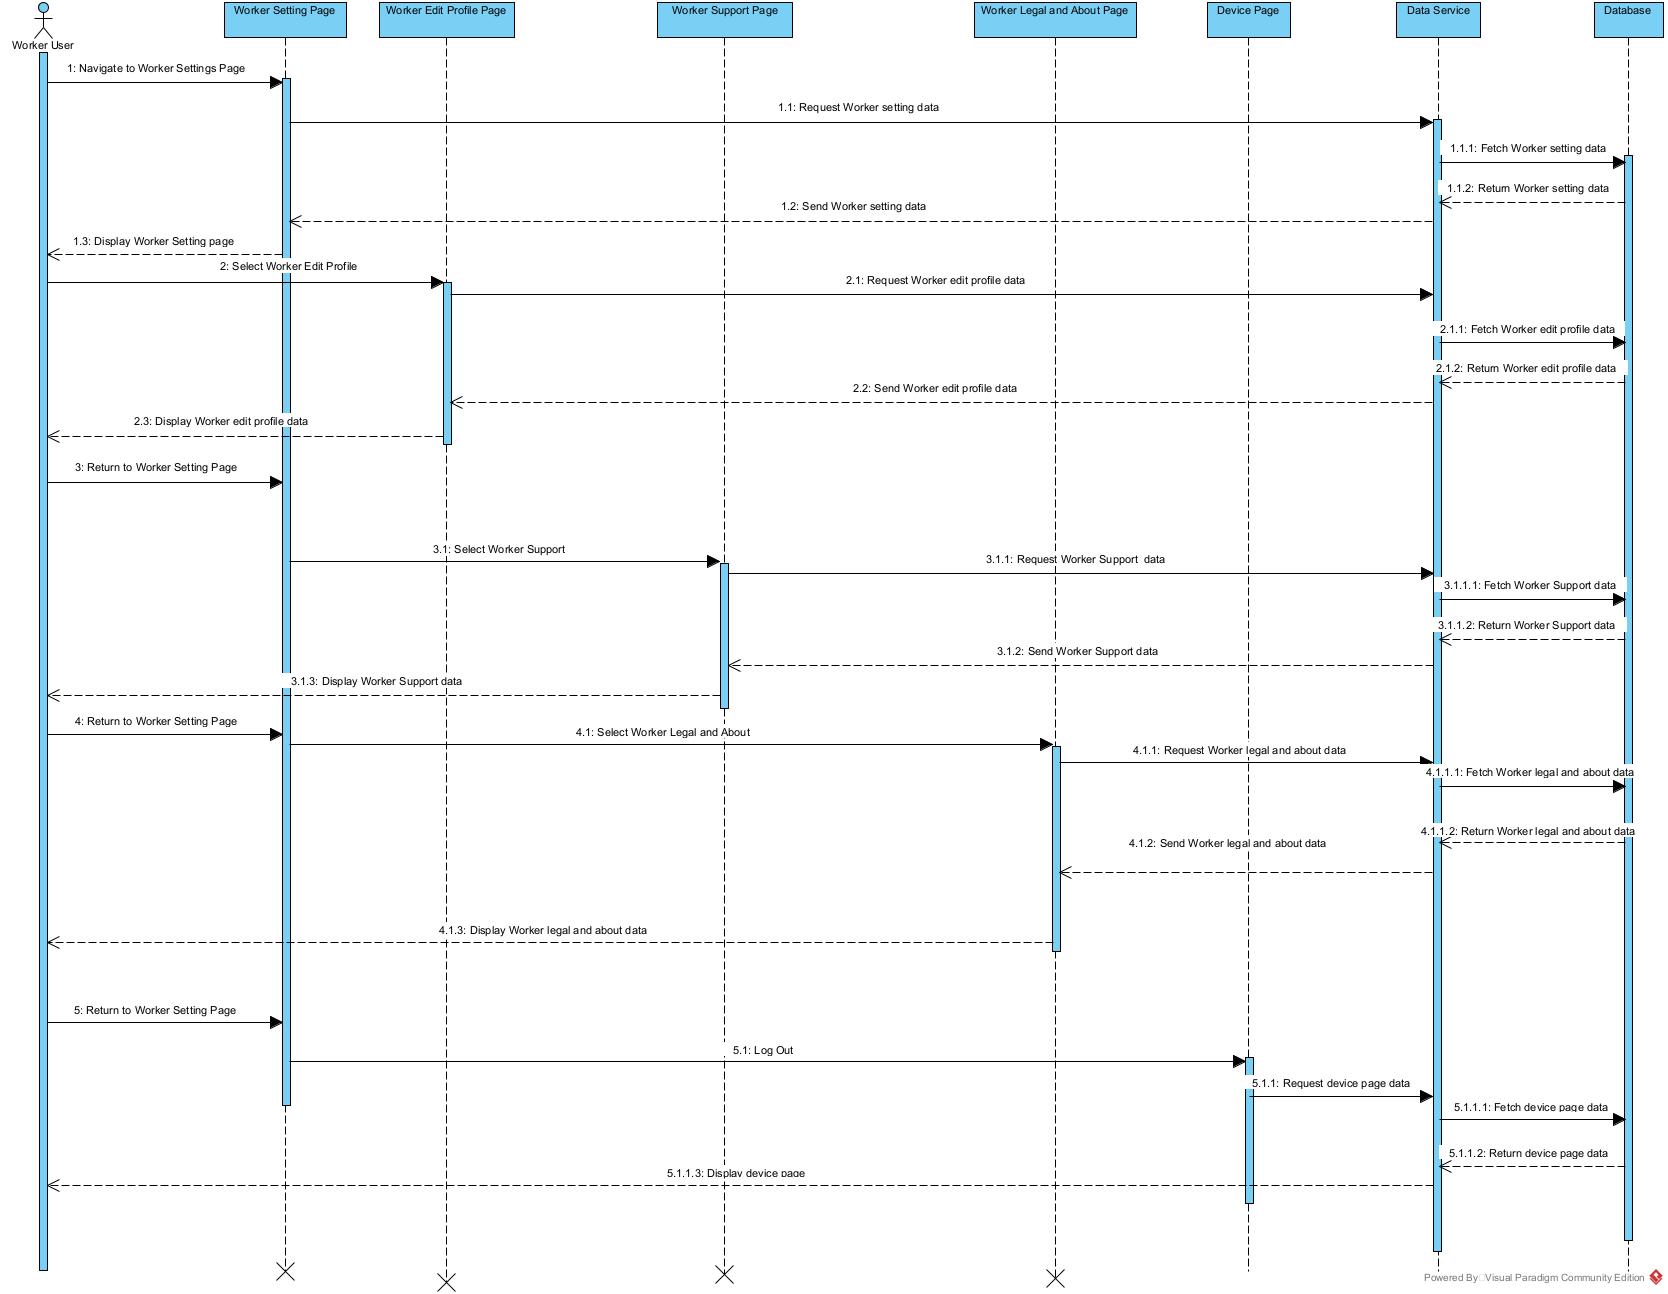 Worker Setting Page
Worker Edit Profile Page
Worker Support Page
Worker Legal and About Page
Device Page
Data Service
Database
Worker User
1: Navigate to Worker Settings Page
1.1: Request Worker setting data
1.1.1: Fetch Worker setting data
1.1.2: Return Worker setting data
1.2: Send Worker setting data
1.3: Display Worker Setting page
2: Select Worker Edit Profile
2.1: Request Worker edit profile data
2.1.1: Fetch Worker edit profile data
2.1.2: Return Worker edit profile data
2.2: Send Worker edit profile data
2.3: Display Worker edit profile data
3: Return to Worker Setting Page
3.1: Select Worker Support
3.1.1: Request Worker Support data
3.1.1.1: Fetch Worker Support data
3.1.1.2: Return Worker Support data
3.1.2: Send Worker Support data
3.1.3: Display Worker Support data
4: Return to Worker Setting Page
4.1: Select Worker Legal and About
4.1.1: Request Worker legal and about data
4.1.1.1: Fetch Worker legal and about data
4.1.1.2: Return Worker legal and about data
4.1.2: Send Worker legal and about data
4.1.3: Display Worker legal and about data
5: Return to Worker Setting Page
5.1: Log Out
5.1.1: Request device page data
5.1.1.1: Fetch device page data
5.1.1.2: Return device page data
5.1.1.3: Display device page
Powered By Visual Paradigm Community Edition